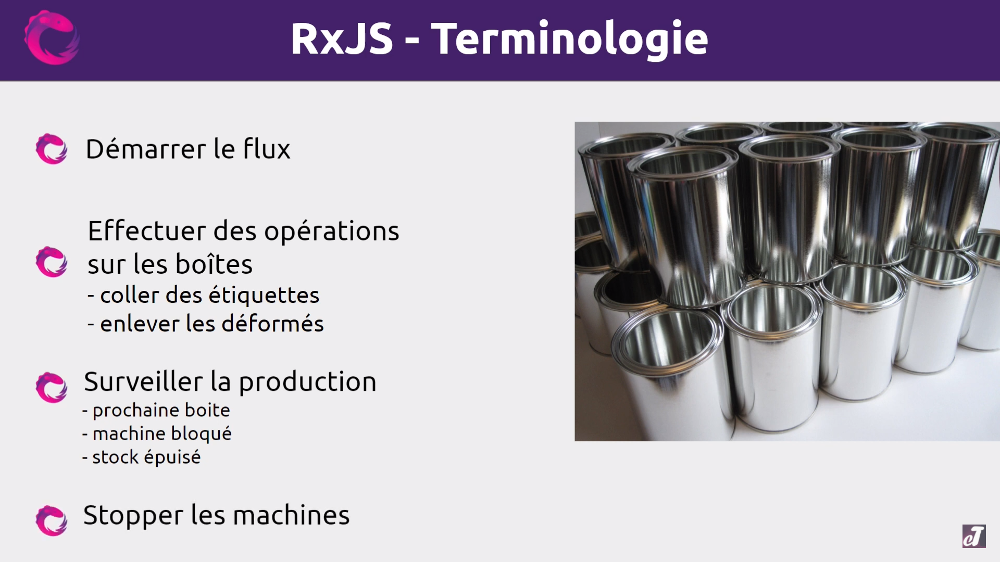 RxJS - Terminologie
Démarrer le flux
Effectuer des opérations
sur les boîtes
- coller des étiquettes
- enlever les déformés
Surveiller la production
- prochaine boite
- machine bloqué
- stock épuisé
Stopper les machines
cT